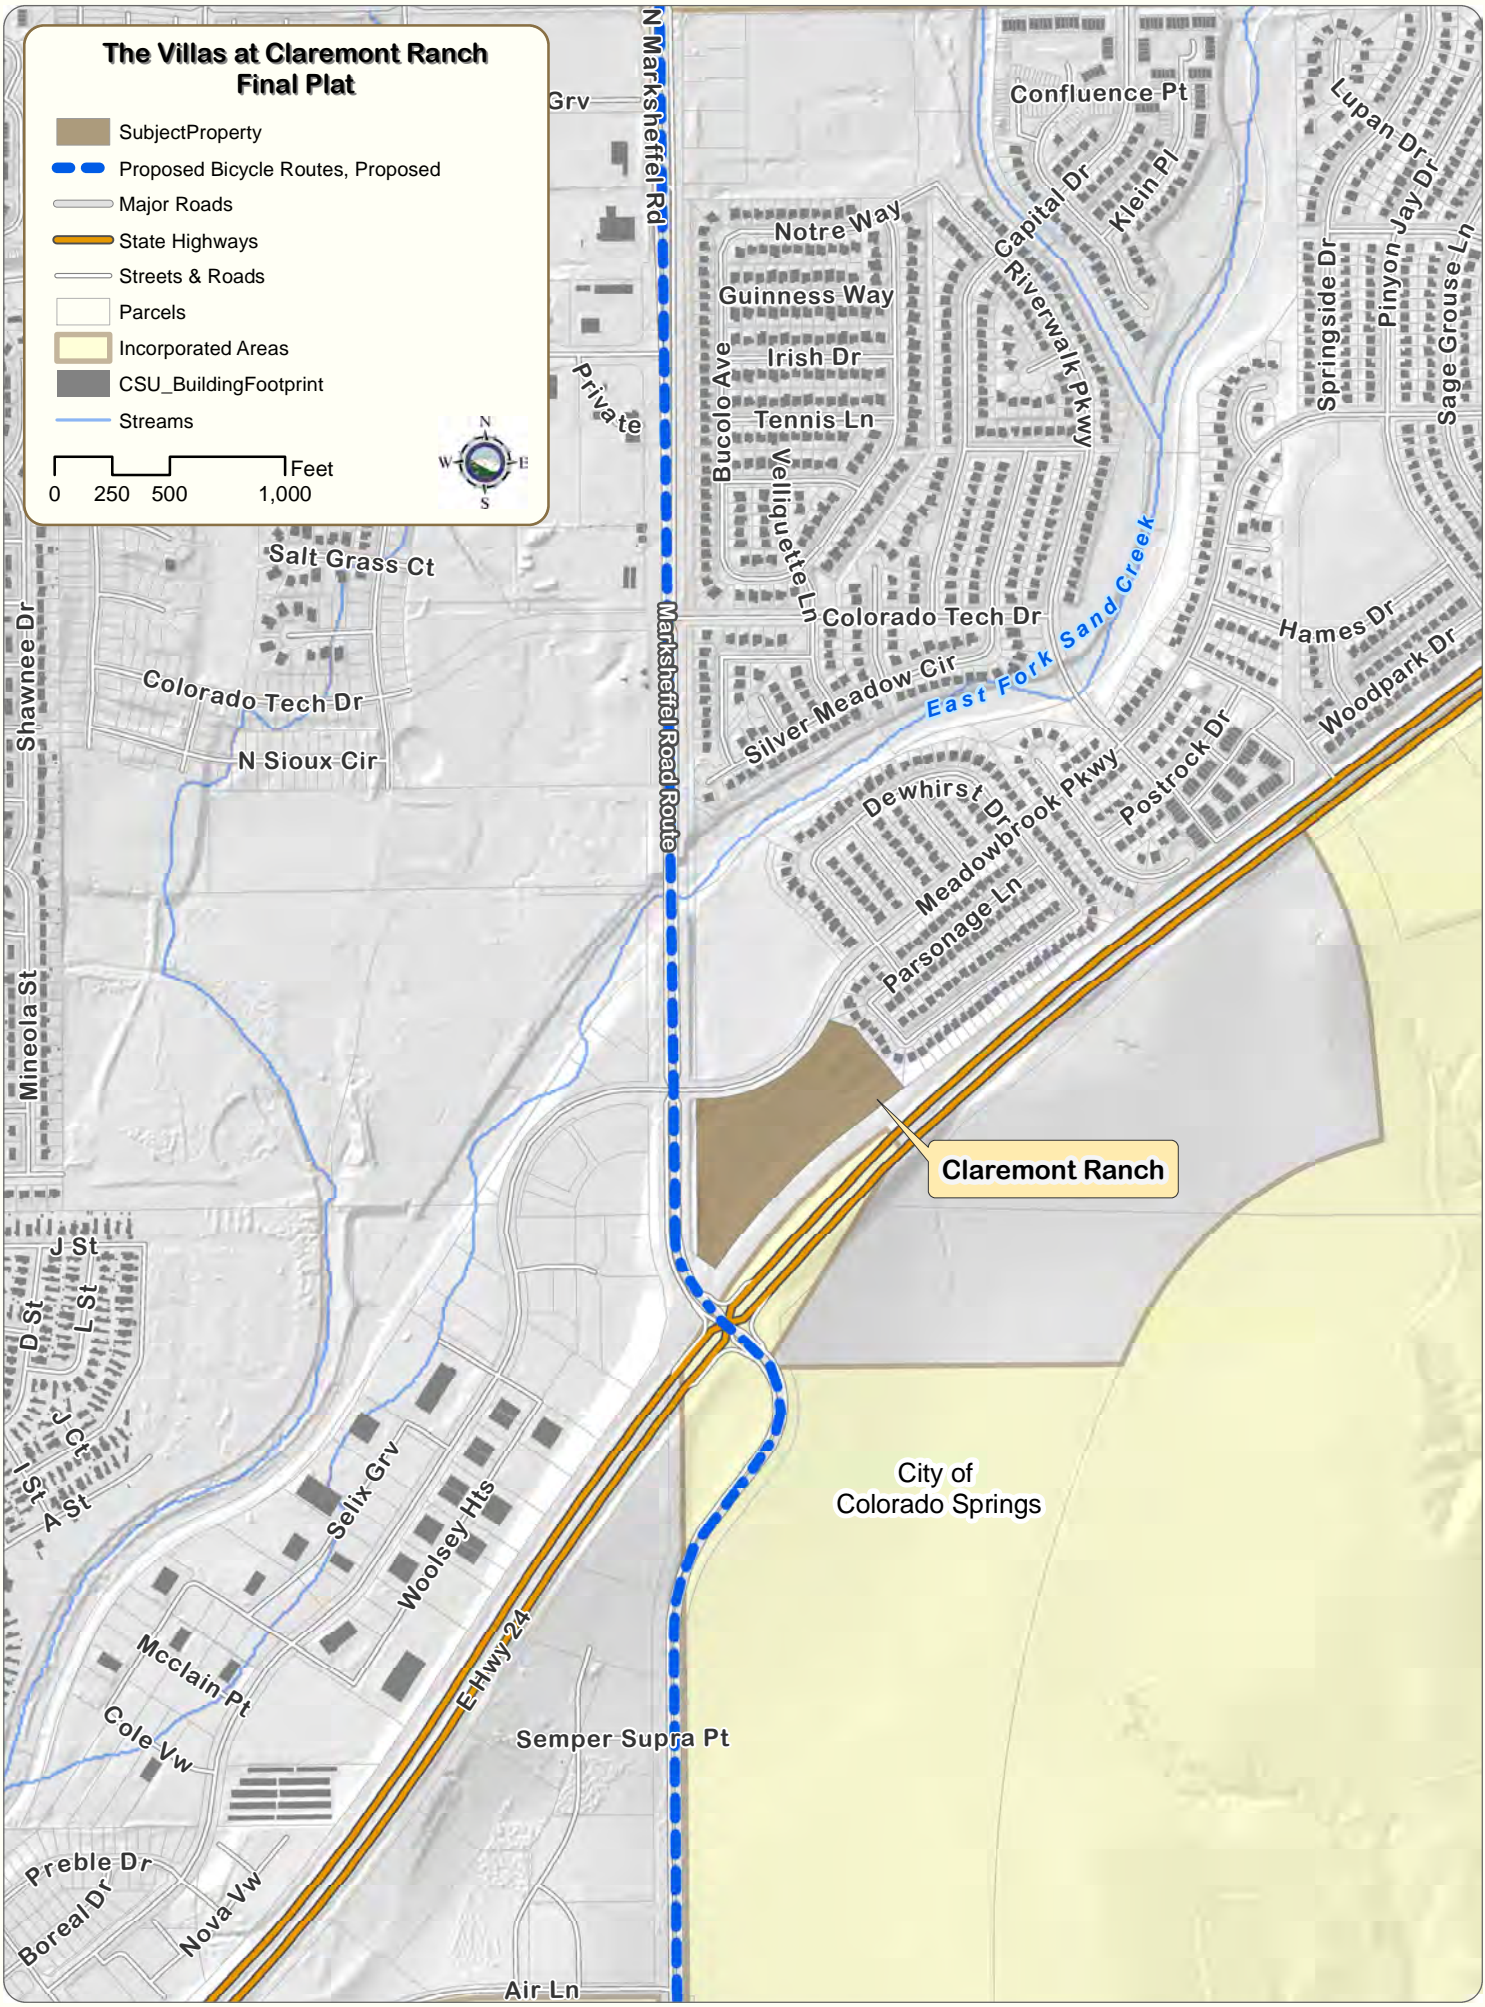 The Villas at Claremont Ranch
Final Plat
SubjectProperty
Proposed Bicycle Routes, Proposed
Major Roads
State Highways
Streets & Roads
Parcels
Incorporated Areas
CSU_BuildingFootprint
Streams
Feet
0 250 500 1,000
N
W E
S
Grv
N Marksheffel Rd
Confluence Pt
Lupan Dr
Capital Dr
Klein Pl
Pinyon Jay Dr
Notre Way
Riverwalk Pkwy
Springside Dr
Sage Grouse Ln
Guinness Way
Irish Dr
Bucolo Ave
Private
Tennis Ln
Velliquette Ln
Salt Grass Ct
Shawnee Dr
Marksheffel Road Route
Colorado Tech Dr
East Fork Sand Creek
Hames Dr
Woodpark Dr
Colorado Tech Dr
Silver Meadow Cir
N Sioux Cir
Dewhirst Dr
Meadowbrook Pkwy
Postrock Dr
Parsonage Ln
Mineola St
Claremont Ranch
J St
D St
L St
J Ct
I St
A St
Selix Grv
Woolsey Hts
City of
Colorado Springs
E Hwy 24
Mcclain Pt
Cole Vw
Semper Supra Pt
Preble Dr
Boreal Dr
Nova Vw
Air Ln